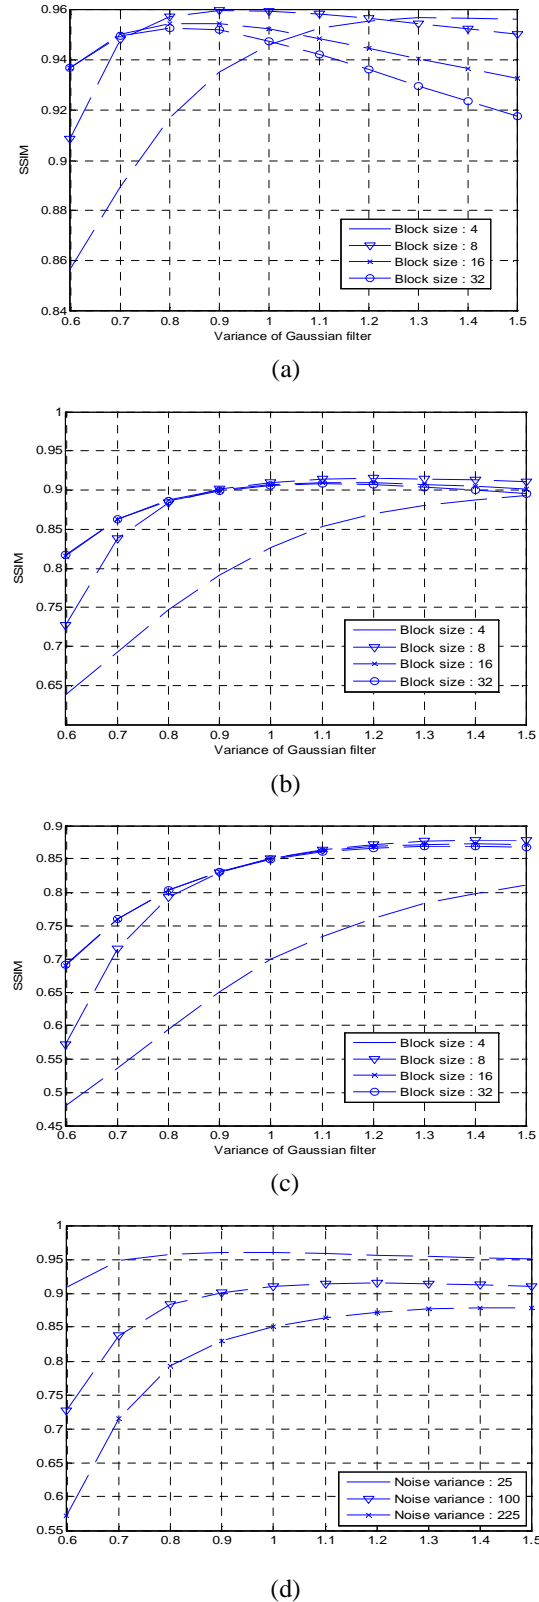 0.96
0.94
0.92
0.9
0.88
0.86
0.84
SSIM
0.6 0.7 0.8 0.9 1 1.1 1.2 1.3 1.4 1.5
Variance of Gaussian filter
Block size : 4
Block size : 8
Block size : 16
Block size : 32
(a)
1
0.95
0.9
0.85
0.8
0.75
0.7
0.65
SSIM
0.6 0.7 0.8 0.9 1 1.1 1.2 1.3 1.4 1.5
Variance of Gaussian filter
Block size : 4
Block size : 8
Block size : 16
Block size : 32
(b)
0.9
0.85
0.8
0.75
0.7
0.65
0.6
0.55
0.5
0.45
SSIM
0.6 0.7 0.8 0.9 1 1.1 1.2 1.3 1.4 1.5
Variance of Gaussian filter
Block size : 4
Block size : 8
Block size : 16
Block size : 32
(c)
1
0.95
0.9
0.85
0.8
0.75
0.7
0.65
0.6
0.55
0.6 0.7 0.8 0.9 1 1.1 1.2 1.3 1.4 1.5
Noise variance : 25
Noise variance : 100
Noise variance : 225
(d)